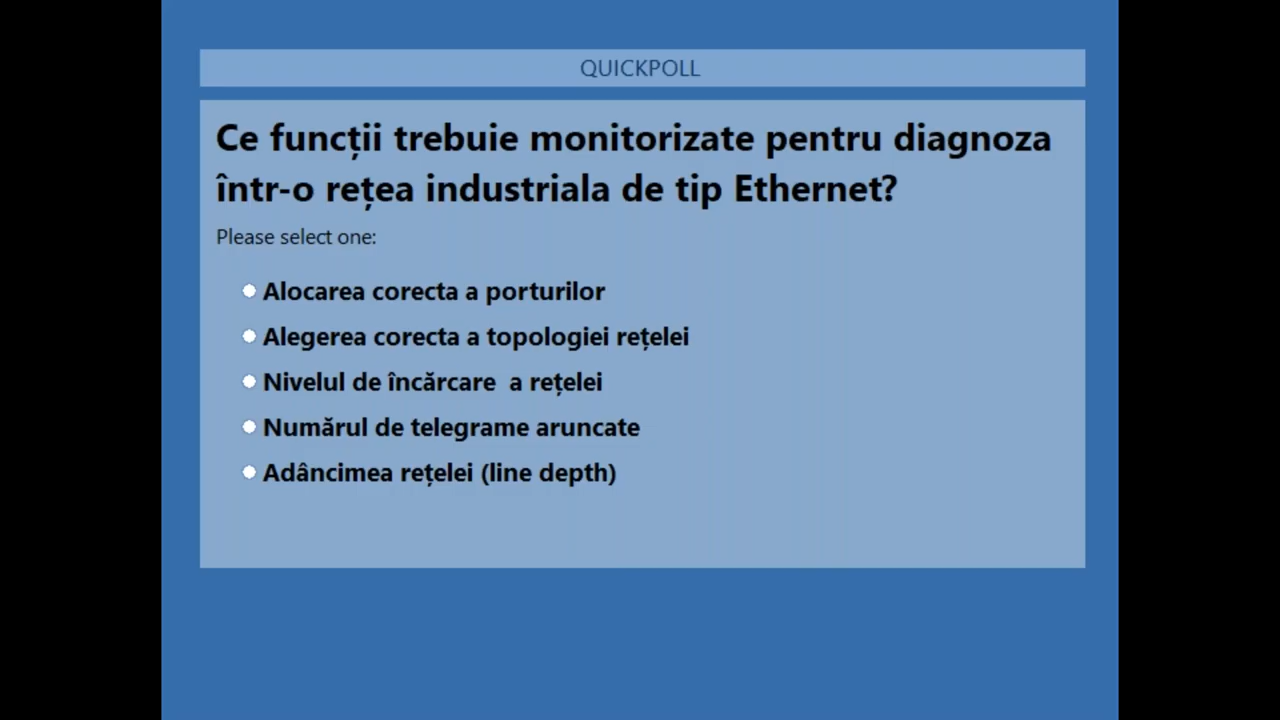 QUICKPOLL
Ce funcții trebuie monitorizate pentru diagnoza
într-o rețea industriala de tip Ethernet?
Please select one:
Alocarea corecta a porturilor
Alegerea corecta a topologiei rețelei
Nivelul de încărcare  a rețelei
Numărul de telegrame aruncate
Adâncimea rețelei (line depth)